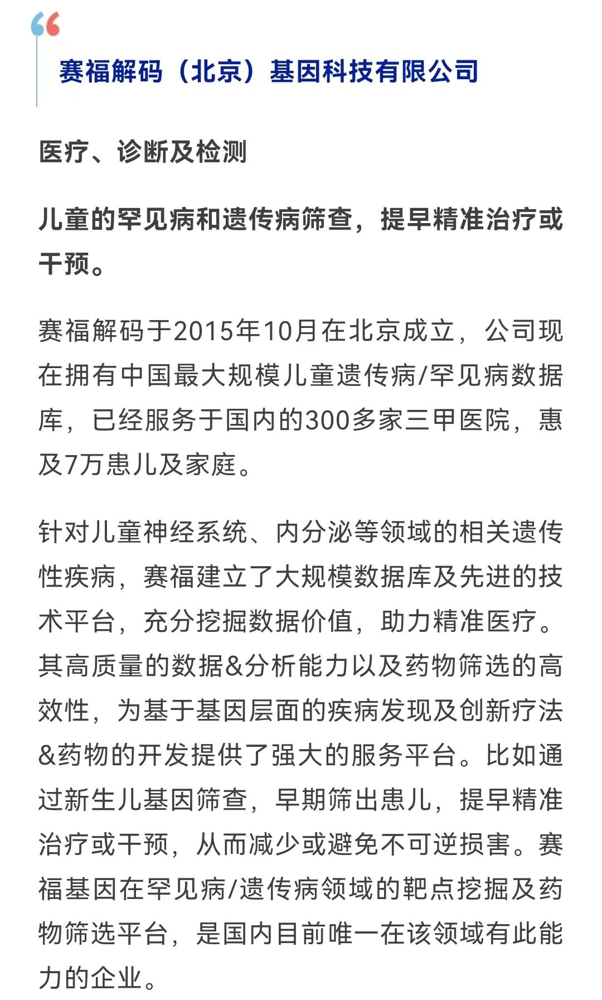 赛福解码（北京）基因科技有限公司
医疗、诊断及检测
儿童的罕见病和遗传病筛查，提早精准治疗或
干预。
赛福解码于2015年10月在北京成立，公司现
在拥有中国最大规模儿童遗传病/罕见病数据
库，已经服务于国内的300多家三甲医院，惠
及7万患儿及家庭。
针对儿童神经系统、内分泌等领域的相关遗传
性疾病，赛福建立了大规模数据库及先进的技
术平台，充分挖掘数据价值，助力精准医疗。
其高质量的数据&分析能力以及药物筛选的高
效性，为基于基因层面的疾病发现及创新疗法
&药物的开发提供了强大的服务平台。比如通
过新生儿基因筛查，早期筛出患儿，提早精准
治疗或干预，从而减少或避免不可逆损害。赛
福基因在罕见病/遗传病领域的靶点挖掘及药
物筛选平台，是国内目前唯一在该领域有此能
力的企业。